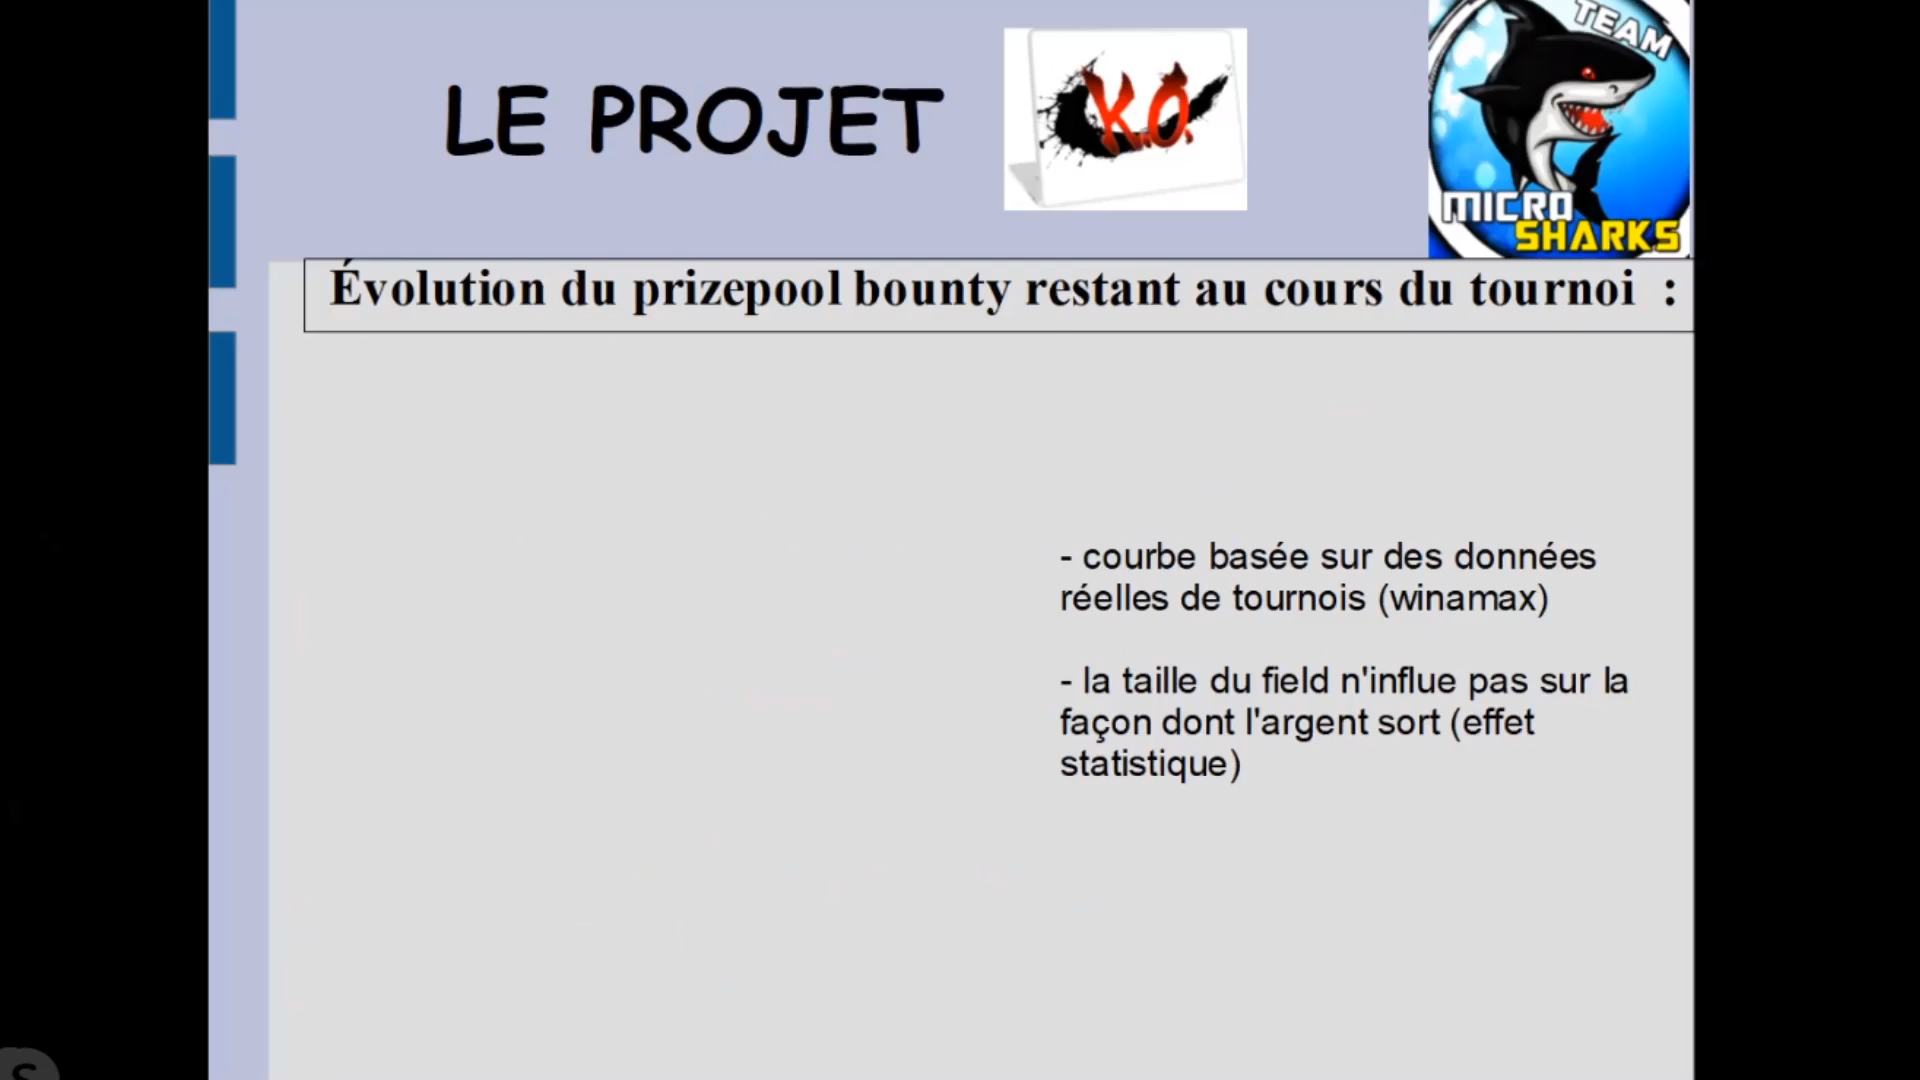 LE PROJET
K.O.
TEAM
MICRO
SHARKS
Évolution du prizepool bounty restant au cours du tournoi :
- courbe basée sur des données
réelles de tournois (winamax)
- la taille du field n'influe pas sur la
façon dont l'argent sort (effet
statistique)
S